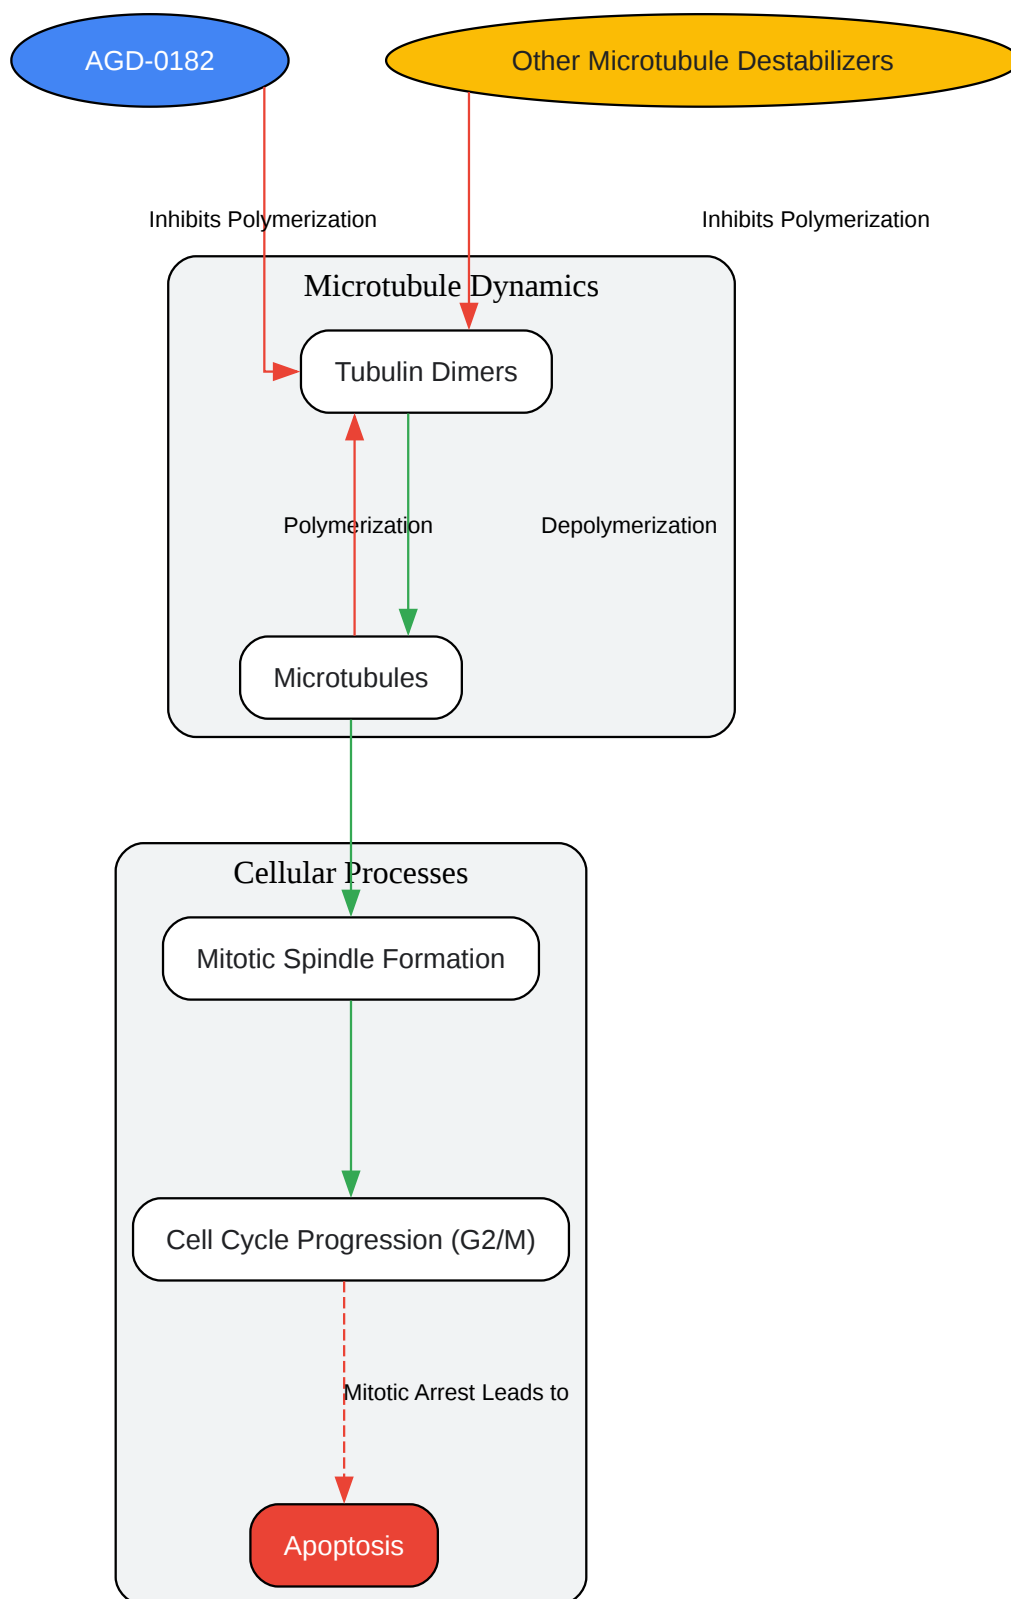 AGD-0182
Other Microtubule Destabilizers
Inhibits Polymerization
Inhibits Polymerization
Microtubule Dynamics
Tubulin Dimers
Polymerization
Depolymerization
Microtubules
Cellular Processes
Mitotic Spindle Formation
Cell Cycle Progression (G2/M)
Mitotic Arrest Leads to
Apoptosis